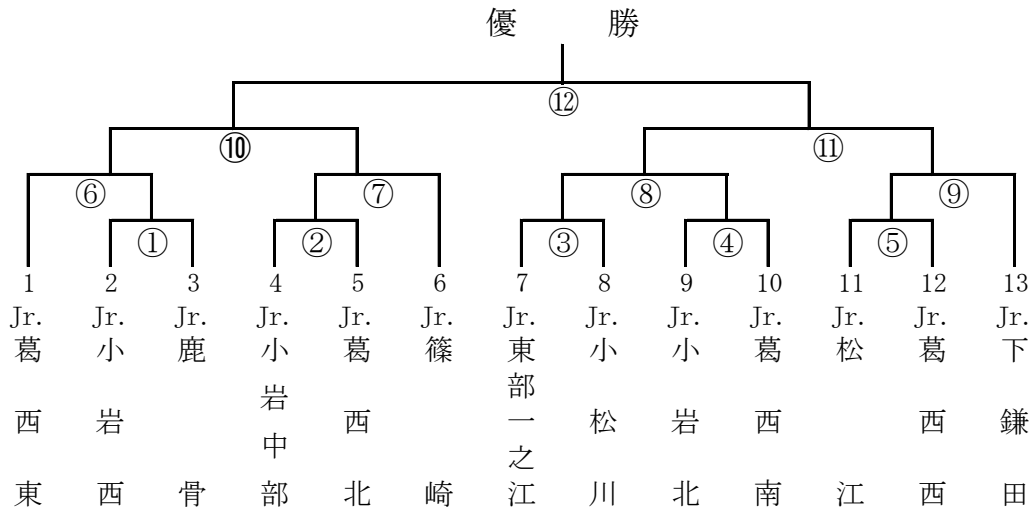 優 勝
⑫
⑩ ⑪
⑥ ⑦ ⑧ ⑨
① ② ③ ④ ⑤
1 2 3 4 5 6 7 8 9 10 11 12 13
Jr.葛西東
Jr.小岩西
Jr.鹿骨
Jr.小岩中部
Jr.葛西北
Jr.篠崎
Jr.東部一之江
Jr.小松川
Jr.小岩北
Jr.葛西南
Jr.松江
Jr.葛西西
Jr.下鎌田